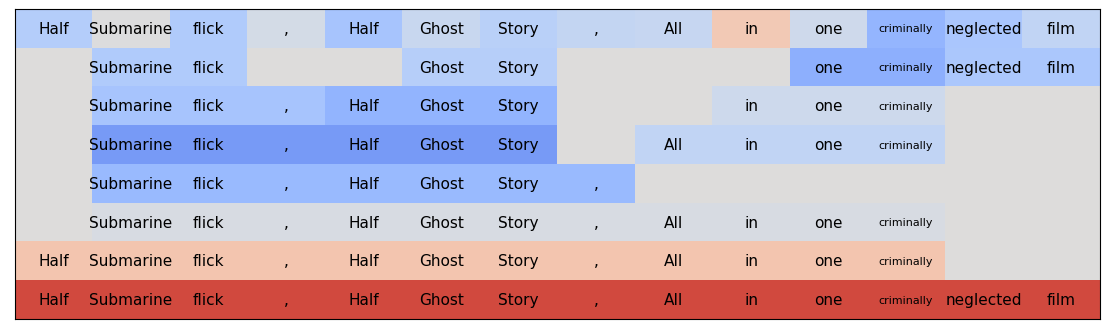 Half Submarine flick , Half Ghost Story , All in one criminally neglected film
Submarine flick Ghost Story one criminally neglected film
Submarine flick , Half Ghost Story in one criminally
Submarine flick , Half Ghost Story All in one criminally
Submarine flick , Half Ghost Story ,
Submarine flick , Half Ghost Story , All in one criminally
Half Submarine flick , Half Ghost Story , All in one criminally
Half Submarine flick , Half Ghost Story , All in one criminally neglected film